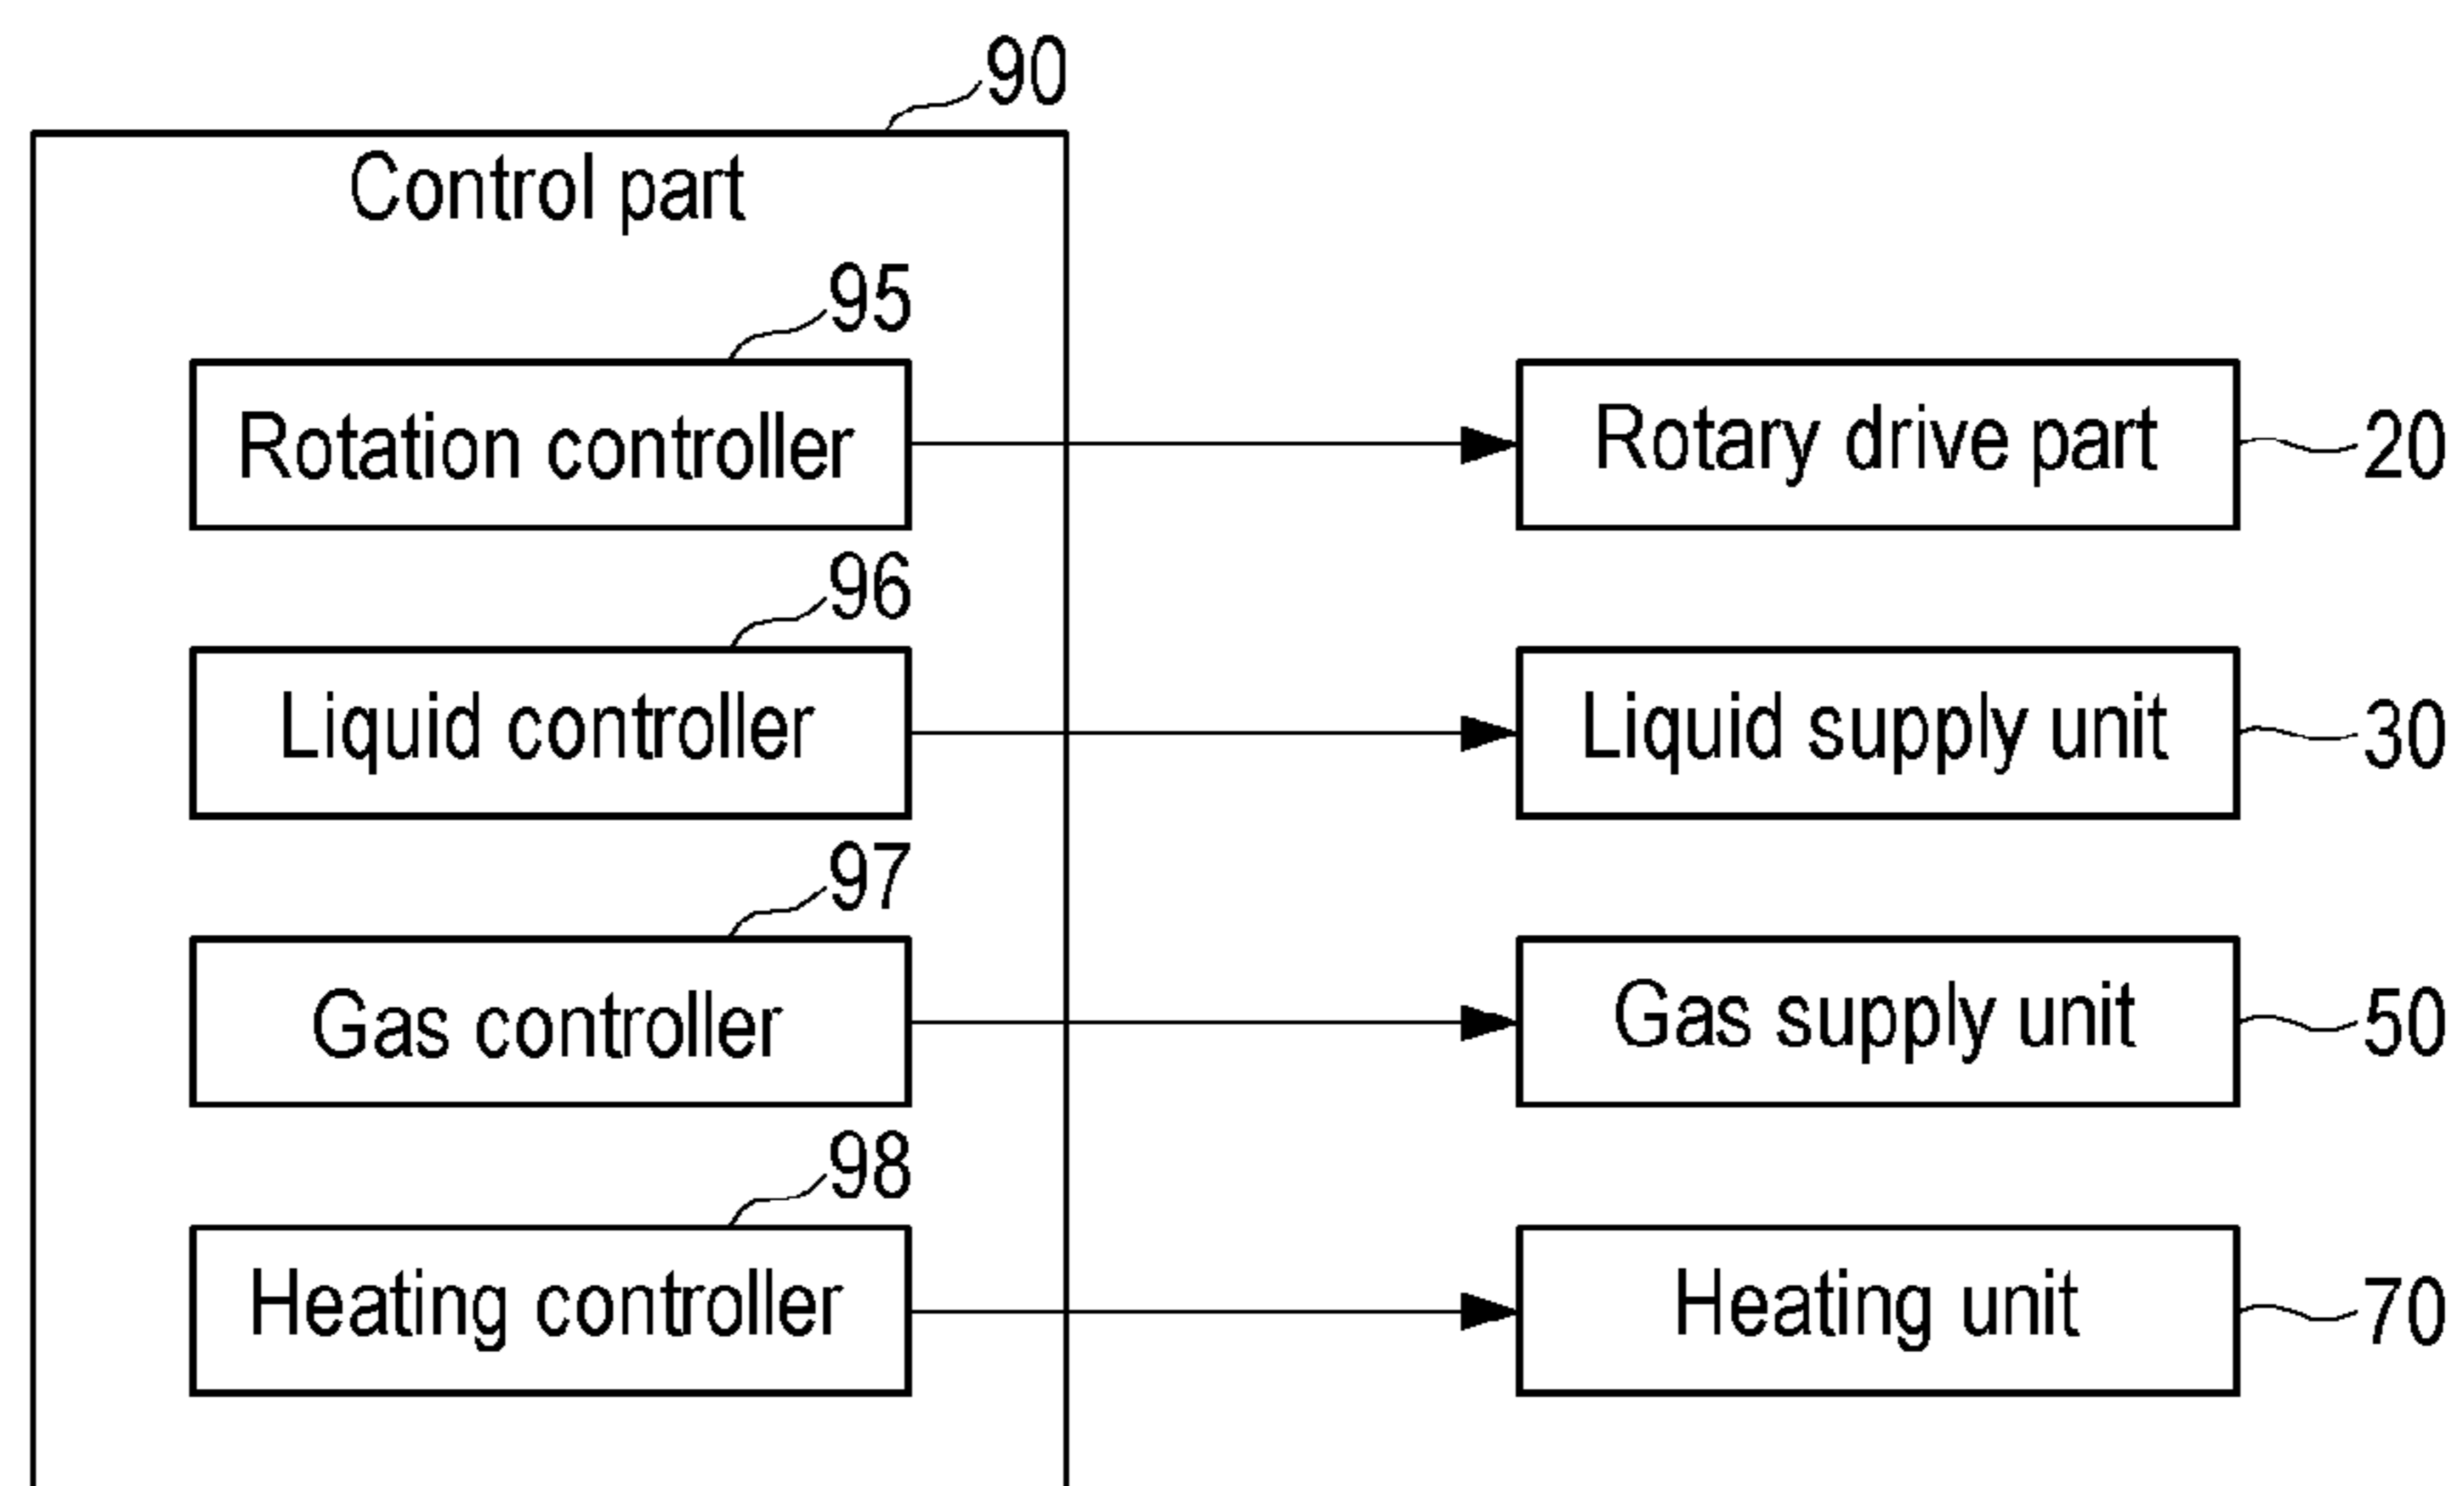 90
Control part
95
Rotation controller
Rotary drive part
20
96
Liquid controller
Liquid supply unit
30
97
Gas controller
Gas supply unit
50
98
Heating controller
Heating unit
70